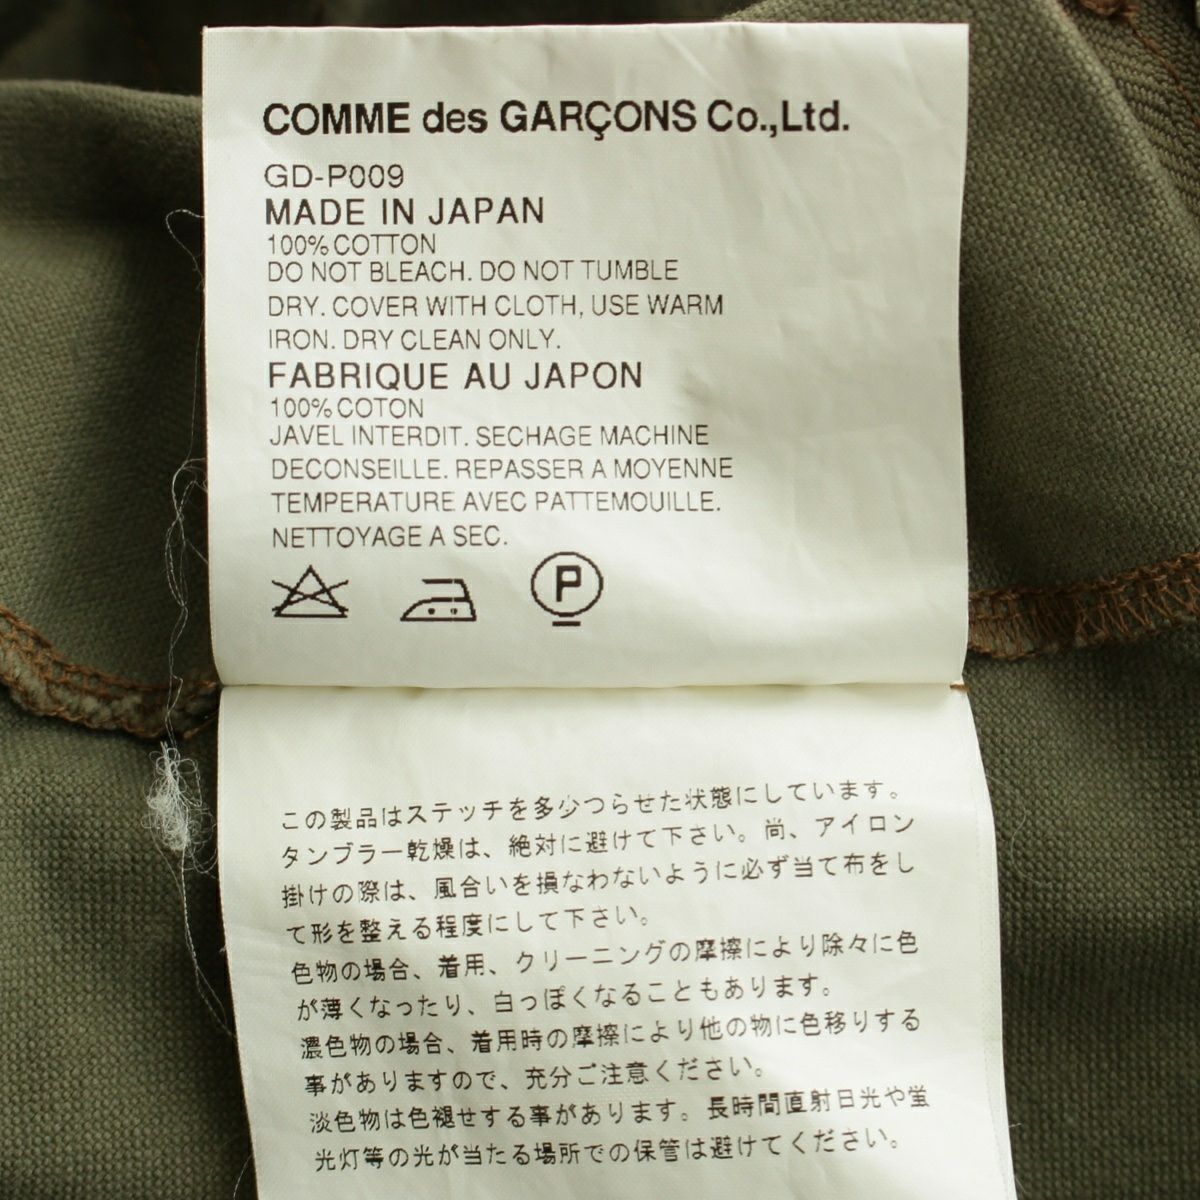 COMME des GARÇONS Co.,Ltd.
GD-P009
MADE IN JAPAN
100% COTTON
DO NOT BLEACH. DO NOT TUMBLE
DRY. COVER WITH CLOTH, USE WARM
IRON. DRY CLEAN ONLY.
FABRIQUE AU JAPON
100% COTON
JAVEL INTERDIT. SECHAGE MACHINE
DECONSEILLE. REPASSER A MOYENNE
TEMPERATURE AVEC PATTEMOUILLE.
NETTOYAGE A SEC.
P
この製品はステッチを多少つらせた状態にしています。
タンブラー乾燥は、絶対に避けて下さい。尚、アイロン
掛けの際は、風合いを損なわないように必ず当て布をし
て形を整える程度にして下さい。
色物の場合、着用、クリーニングの摩擦により除々に色
が薄くなったり、白っぽくなることもあります。
濃色物の場合、着用時の摩擦により他の物に色移りする
事がありますので、充分ご注意ください。
淡色物は色褪せする事があります。長時間直射日光や蛍
光灯等の光が当たる場所での保管は避けてください。